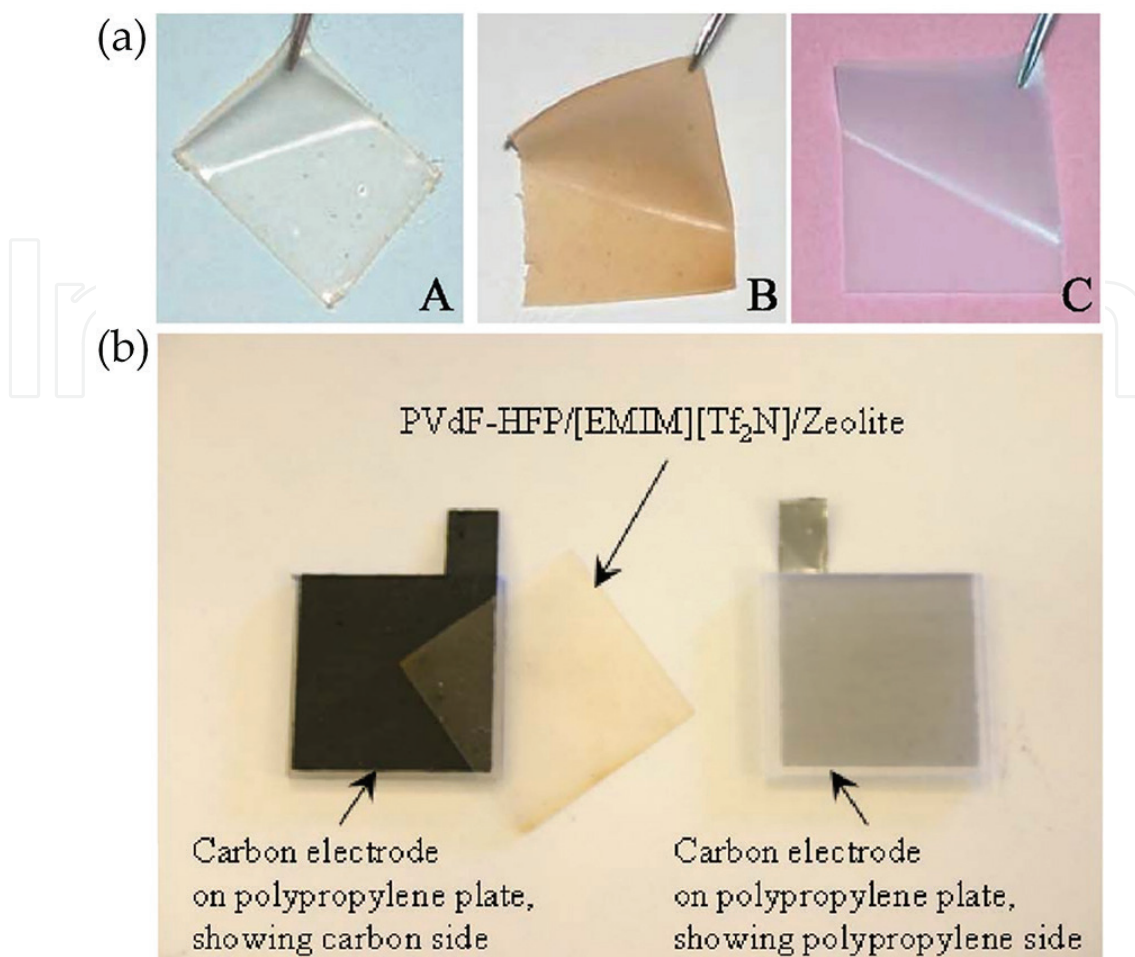 (a)
A
B
C
(b)
PVdF-HFP/[EMIM][Tf₂N]/Zeolite
Carbon electrode
on polypropylene plate,
showing carbon side
Carbon electrode
on polypropylene plate,
showing polypropylene side